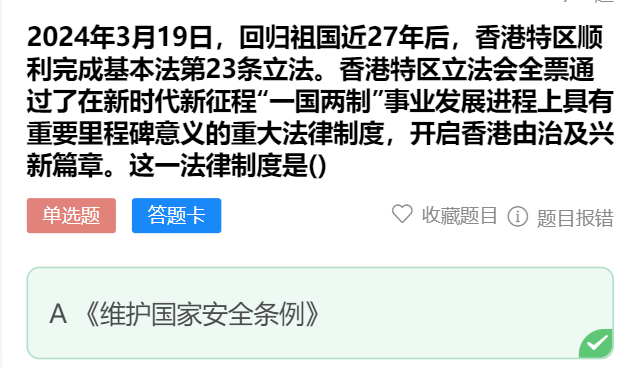 2024年3月19日，回归祖国近27年后，香港特区顺
利完成基本法第23条立法。香港特区立法会全票通
过了在新时代新征程“一国两制”事业发展进程上具有
重要里程碑意义的重大法律制度，开启香港由治及兴
新篇章。这一法律制度是()
单选题 答题卡 收藏题目 题目报错
A 《维护国家安全条例》